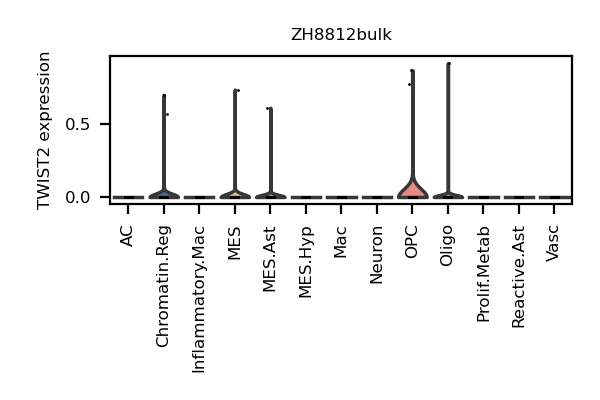 ZH8812bulk
TWIST2 expression
0.5
0.0
AC
Chromatin.Reg
Inflammatory.Mac
MES
MES.Ast
MES.Hyp
Mac
Neuron
OPC
Oligo
Prolif.Metab
Reactive.Ast
Vasc